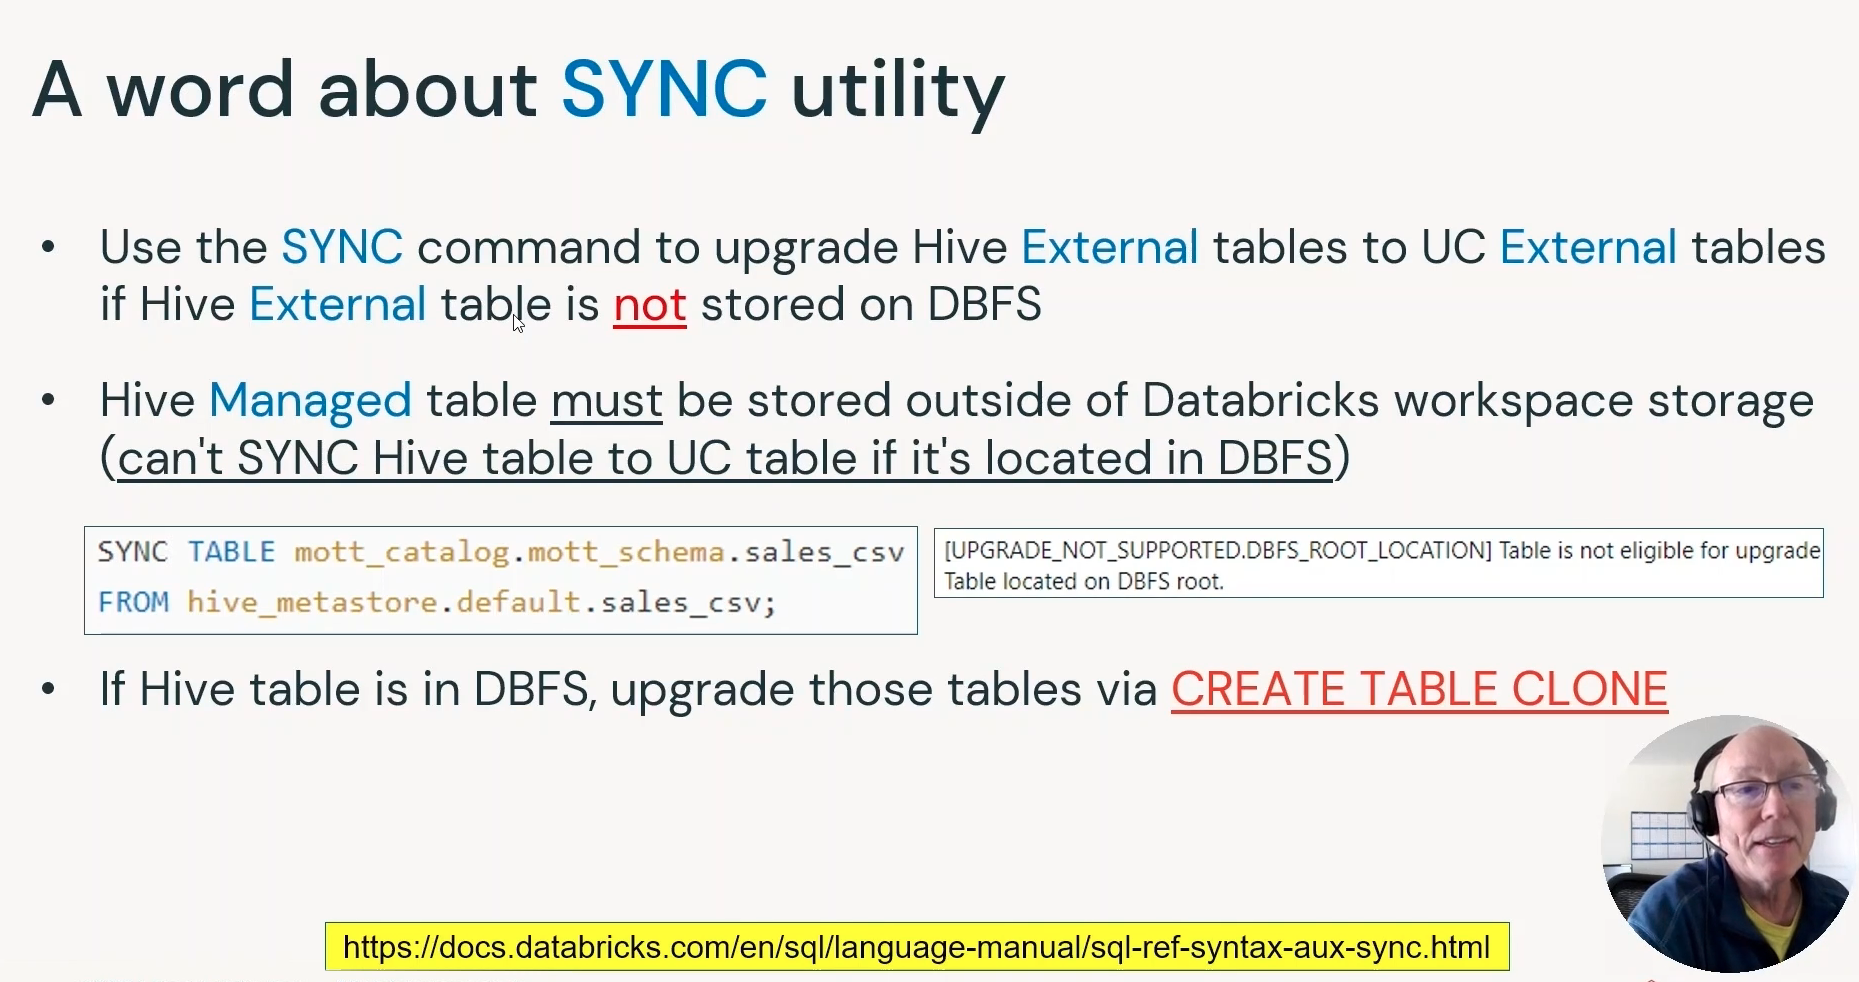 A word about SYNC utility
• Use the SYNC command to upgrade Hive External tables to UC External tables
if Hive External table is not stored on DBFS
• Hive Managed table must be stored outside of Databricks workspace storage
(can't SYNC Hive table to UC table if it's located in DBFS)
SYNC TABLE mott_catalog.mott_schema.sales_csv
FROM hive_metastore.default.sales_csv;
[UPGRADE_NOT_SUPPORTED.DBFS_ROOT_LOCATION] Table is not eligible for upgrade
Table located on DBFS root.
• If Hive table is in DBFS, upgrade those tables via CREATE TABLE CLONE
https://docs.databricks.com/en/sql/language-manual/sql-ref-syntax-aux-sync.html